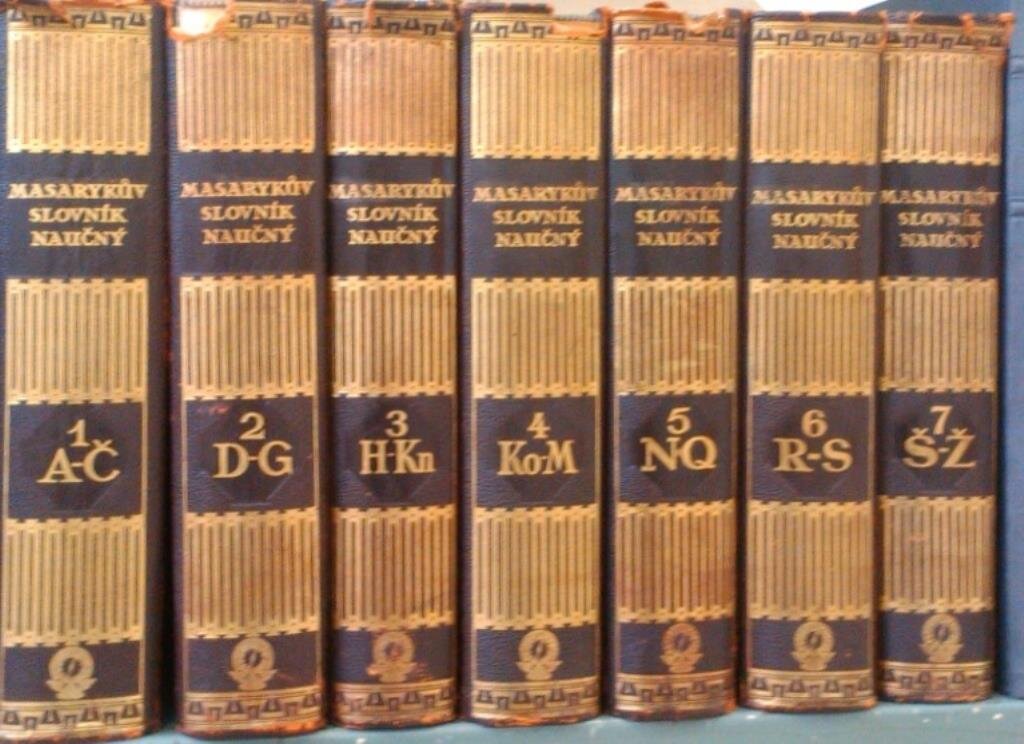 MASARYKŮV
SLOVNÍK
NAUČNÝ
1
A-Č
MASARYKŮV
SLOVNÍK
NAUČNÝ
2
D-G
MASARYKŮV
SLOVNÍK
NAUČNÝ
3
H-Kn
MASARYKŮV
SLOVNÍK
NAUČNÝ
4
Ko-M
MASARYKŮV
SLOVNÍK
NAUČNÝ
5
N-Q
MASARYKŮV
SLOVNÍK
NAUČNÝ
6
R-S
MASARYKŮV
SLOVNÍK
NAUČNÝ
7
Š-Ž